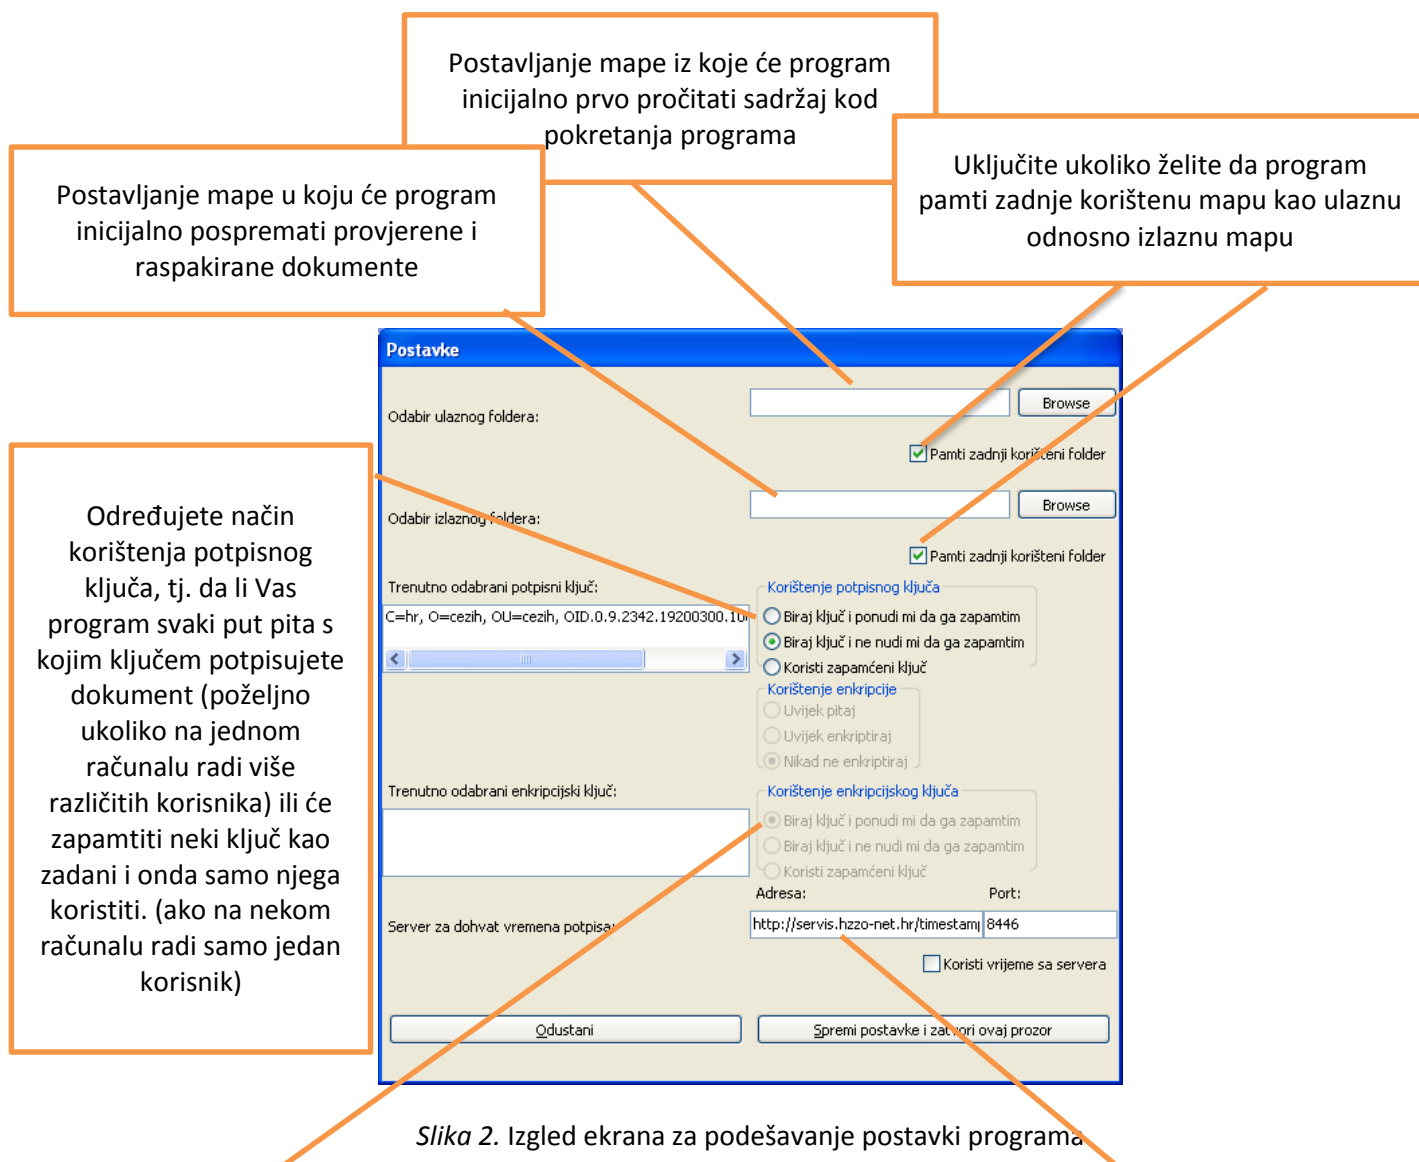 Postavljanje mape iz koje će program
inicijalno prvo pročitati sadržaj kod
pokretanja programa
Postavljanje mape u koju će program
inicijalno pospremati provjerene i
raspakirane dokumente
Uključite ukoliko želite da program
pamti zadnje korištenu mapu kao ulaznu
odnosno izlaznu mapu
Određujete način
korištenja potpisnog
ključa, tj. da li Vas
program svaki put pita s
kojim ključem potpisujete
dokument (poželjno
ukoliko na jednom
računalu radi više
različitih korisnika) ili će
zapamtiti neki ključ kao
zadani i onda samo njega
koristiti. (ako na nekom
računalu radi samo jedan
korisnik)
Postavke
Odabir ulaznog foldera:
Browse
Pamti zadnji korišteni folder
Odabir izlaznog foldera:
Browse
Pamti zadnji korišteni folder
Trenutno odabrani potpisni ključ:
C=hr, O=cezih, OU=cezih, OID.0.9.2342.19200300.10
Korištenje potpisnog ključa
Biraj ključ i ponudi mi da ga zapamtim
Biraj ključ i ne nudi mi da ga zapamtim
Koristi zapamćeni ključ
Korištenje enkripcije
Uvijek pitaj
Uvijek enkriptiraj
Nikad ne enkriptiraj
Trenutno odabrani enkripcijski ključ:
Korištenje enkripcijskog ključa
Biraj ključ i ponudi mi da ga zapamtim
Biraj ključ i ne nudi mi da ga zapamtim
Koristi zapamćeni ključ
Adresa: Port:
Server za dohvat vremena potpisa: http://servis.hzzo-net.hr/timestam 8446
Koristi vrijeme sa servera
Odustani
Spremi postavke i zatvori ovaj prozor
Slika 2. Izgled ekrana za podešavanje postavki programa